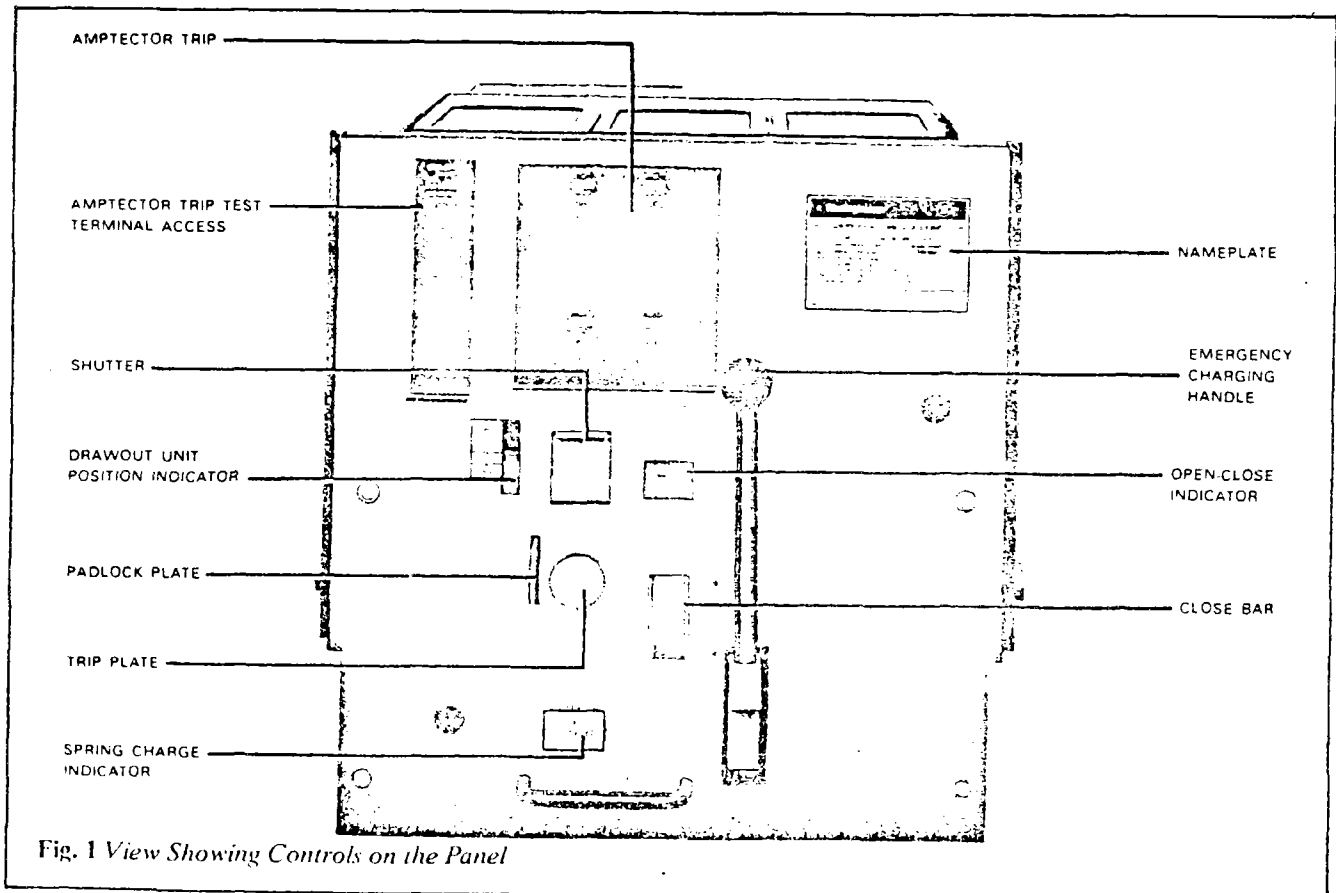 AMPTECTOR TRIP
AMPTECTOR TRIP TEST
TERMINAL ACCESS
SHUTTER
DRAWOUT UNIT
POSITION INDICATOR
PADLOCK PLATE
TRIP PLATE
SPRING CHARGE
INDICATOR
NAMEPLATE
EMERGENCY
CHARGING
HANDLE
OPEN-CLOSE
INDICATOR
CLOSE BAR
Fig. 1 View Showing Controls on the Panel